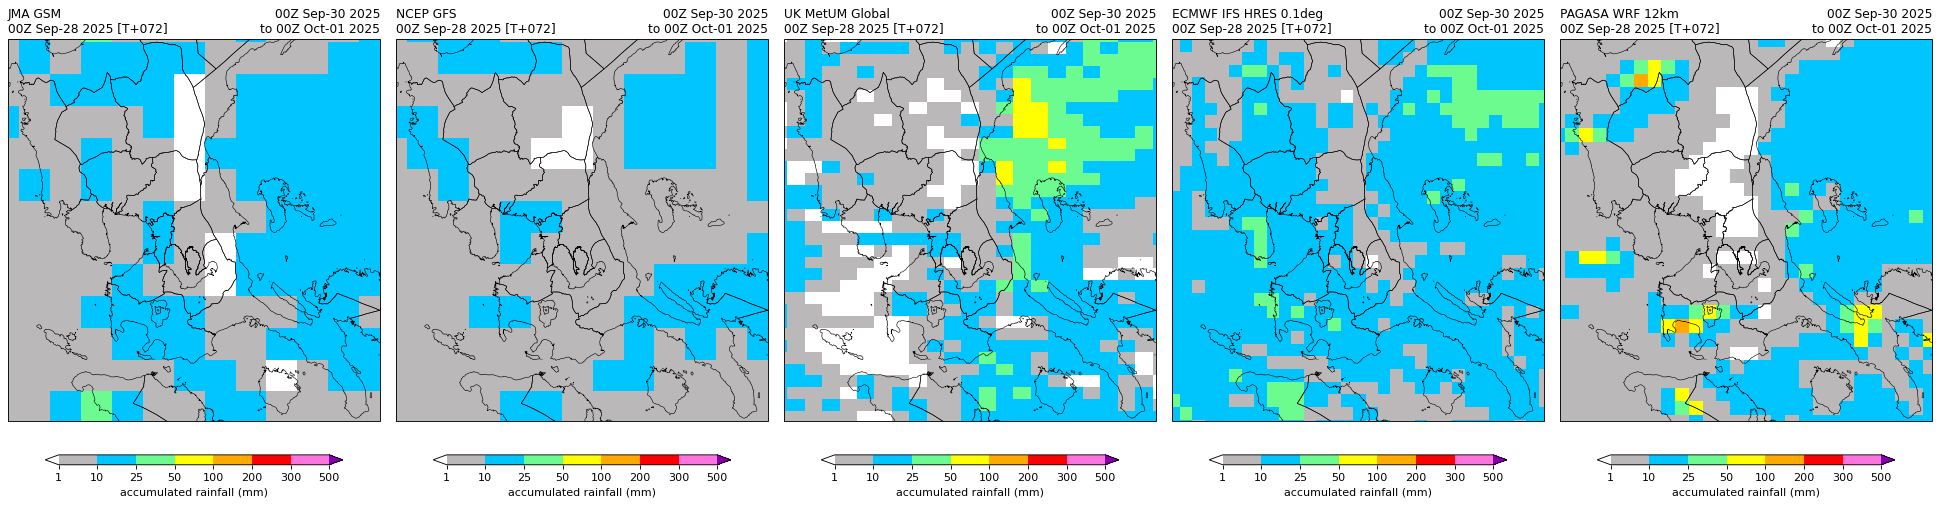 JMA GSM 00Z Sep-30 2025
00Z Sep-28 2025 [T+072] to 00Z Oct-01 2025
1 10 25 50 100 200 300 500
accumulated rainfall (mm)
NCEP GFS 00Z Sep-30 2025
00Z Sep-28 2025 [T+072] to 00Z Oct-01 2025
1 10 25 50 100 200 300 500
accumulated rainfall (mm)
UK MetUM Global 00Z Sep-30 2025
00Z Sep-28 2025 [T+072] to 00Z Oct-01 2025
1 10 25 50 100 200 300 500
accumulated rainfall (mm)
ECMWF IFS HRES 0.1deg 00Z Sep-30 2025
00Z Sep-28 2025 [T+072] to 00Z Oct-01 2025
1 10 25 50 100 200 300 500
accumulated rainfall (mm)
PAGASA WRF 12km 00Z Sep-30 2025
00Z Sep-28 2025 [T+072] to 00Z Oct-01 2025
1 10 25 50 100 200 300 500
accumulated rainfall (mm)